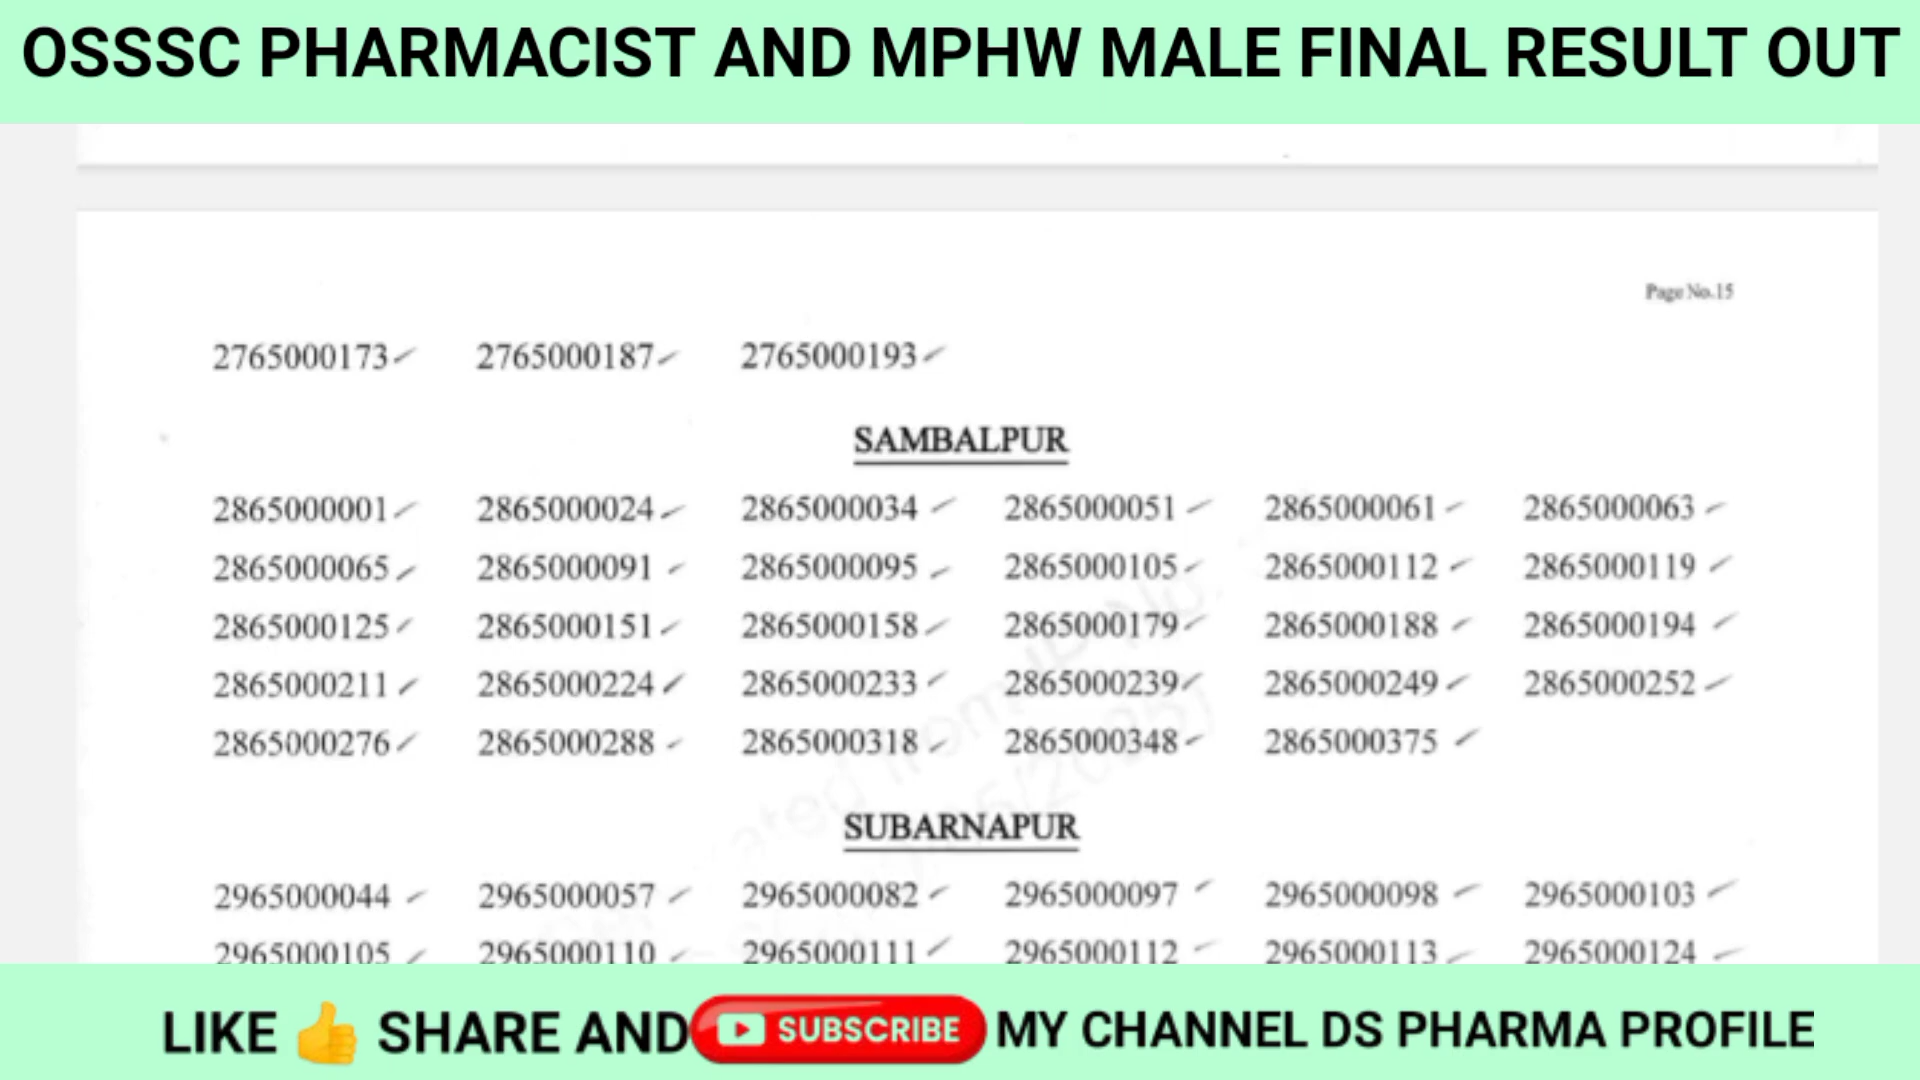 OSSSC PHARMACIST AND MPHW MALE FINAL RESULT OUT
Page No.15
2765000173 2765000187 2765000193
SAMBALPUR
2865000001 2865000024 2865000034 2865000051 2865000061 2865000063
2865000065 2865000091 2865000095 2865000105 2865000112 2865000119
2865000125 2865000151 2865000158 2865000179 2865000188 2865000194
2865000211 2865000224 2865000233 2865000239 2865000249 2865000252
2865000276 2865000288 2865000318 2865000348 2865000375
SUBARNAPUR
2965000044 2965000057 2965000082 2965000097 2965000098 2965000103
2965000105 2965000110 2965000111 2965000112 2965000113 2965000124
LIKE 👍 SHARE AND SUBSCRIBE MY CHANNEL DS PHARMA PROFILE